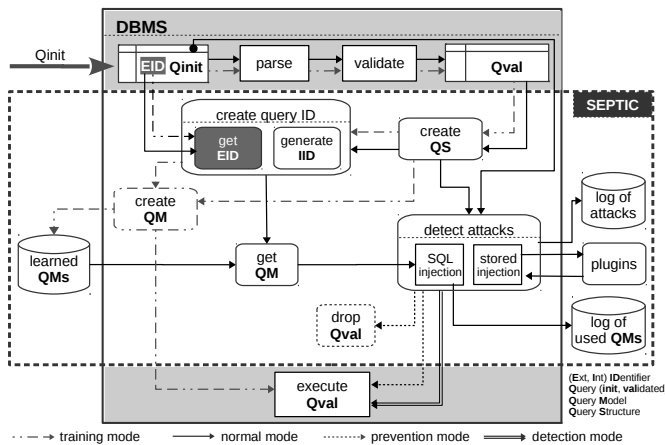 DBMS
Qinit
EID Qinit
parse
validate
Qval
SEPTIC
create query ID
get
EID
generate
IID
create
QS
create
QM
log of
attacks
detect attacks
learned
QMs
get
QM
SQL
injection
stored
injection
plugins
drop
Qval
log of
used QMs
execute
Qval
(Ext, Int) IDentifier
Query (init, validated
Query Model
Query Structure
training mode
normal mode
prevention mode
detection mode